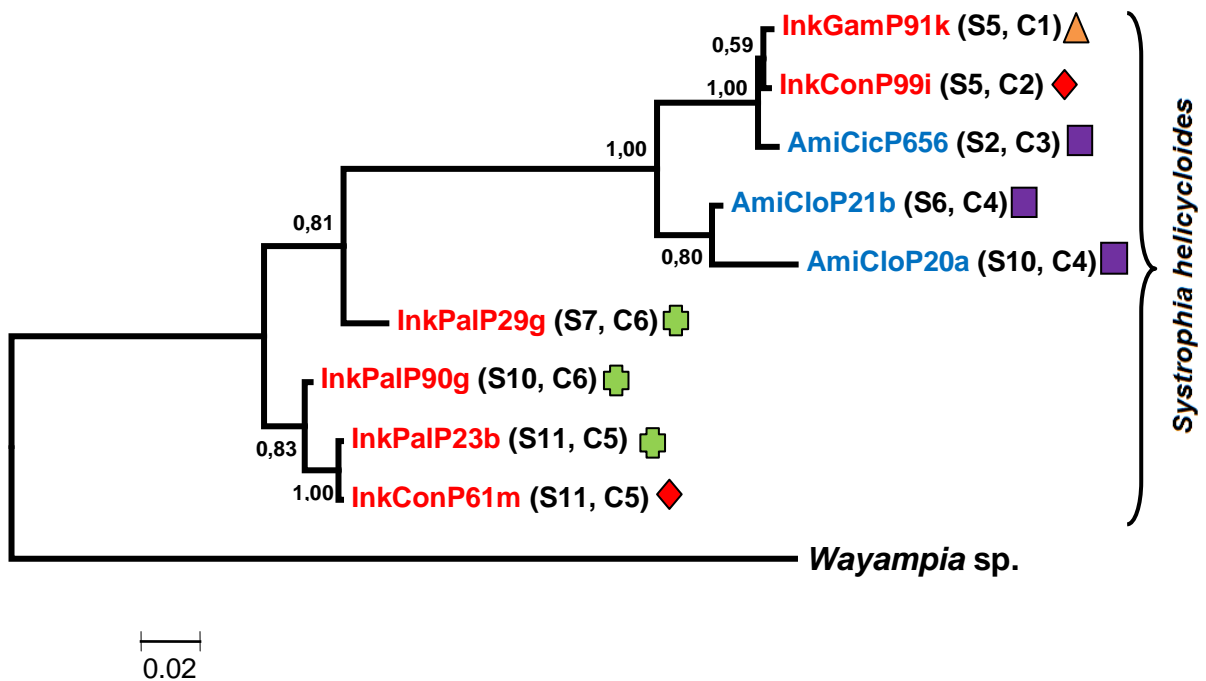 InkGamP91k (S5, C1)
0,59
InkConP99i (S5, C2)
1,00
AmiCicP656 (S2, C3)
1,00
AmiCloP21b (S6, C4)
0,81
0,80
AmiCloP20a (S10, C4)
InkPalP29g (S7, C6)
InkPalP90g (S10, C6)
InkPalP23b (S11, C5)
0,83
1,00
InkConP61m (S11, C5)
Systrophia helicycloides
Wayampia sp.
0.02